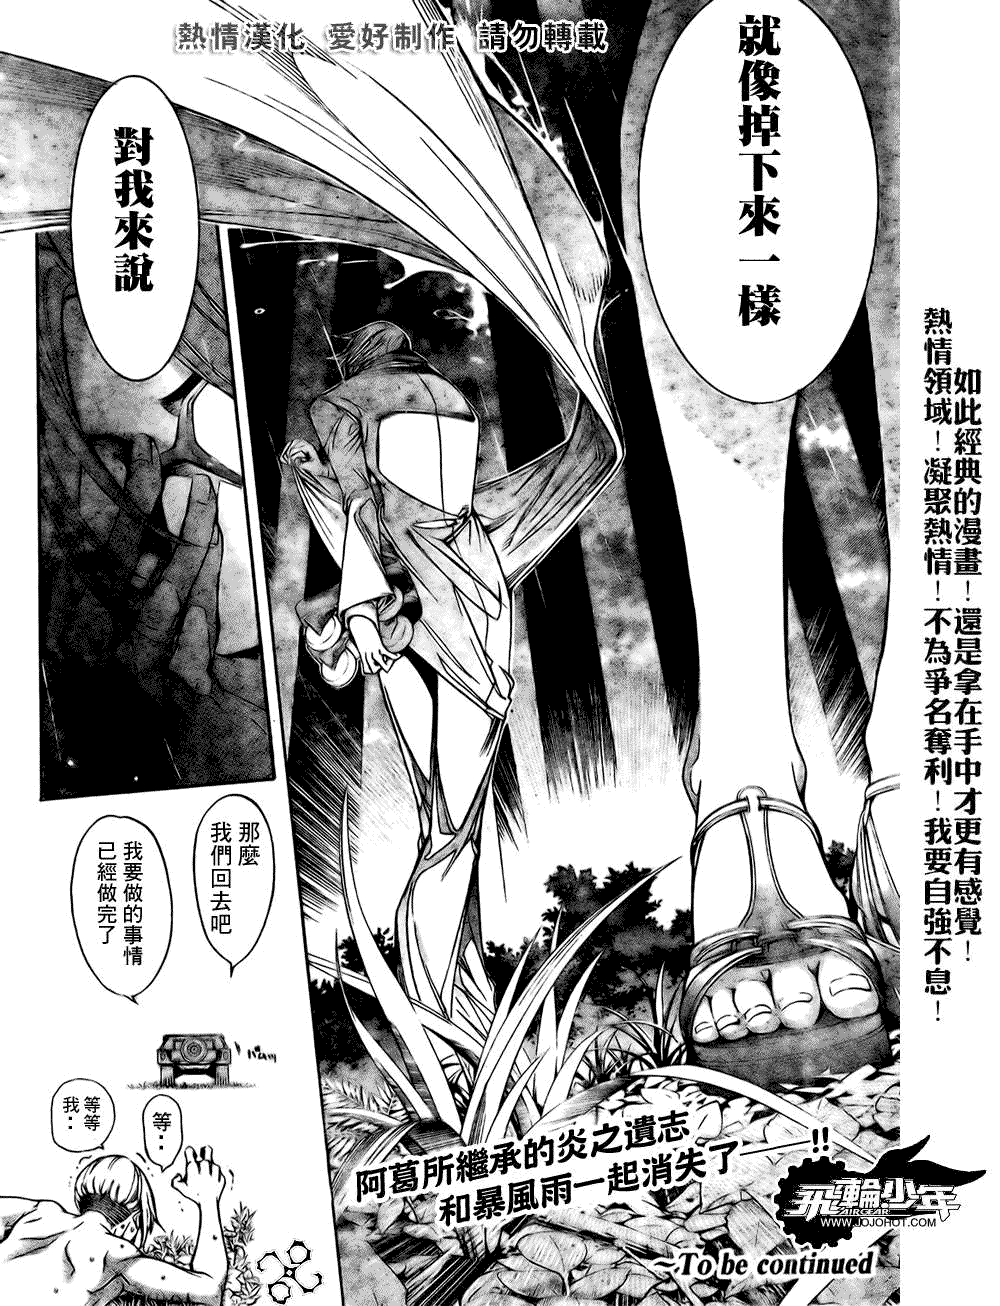 熱情漢化 愛好制作 請勿轉載
就像掉下來一樣
對我來說
如此經典的漫畫！還是拿在手中才更有感覺！
熱情領域！凝聚熱情！不為爭名奪利！我要自強不息！
那麼
我們回去吧
我要做的事情
已經做完了
バムッ
等‥
等等
我‥
阿葛所繼承的炎之遺志
和暴風雨一起消失了——!!
飛輪少年
AIRGEAR
WWW.JOJOHOT.COM
~To be continued